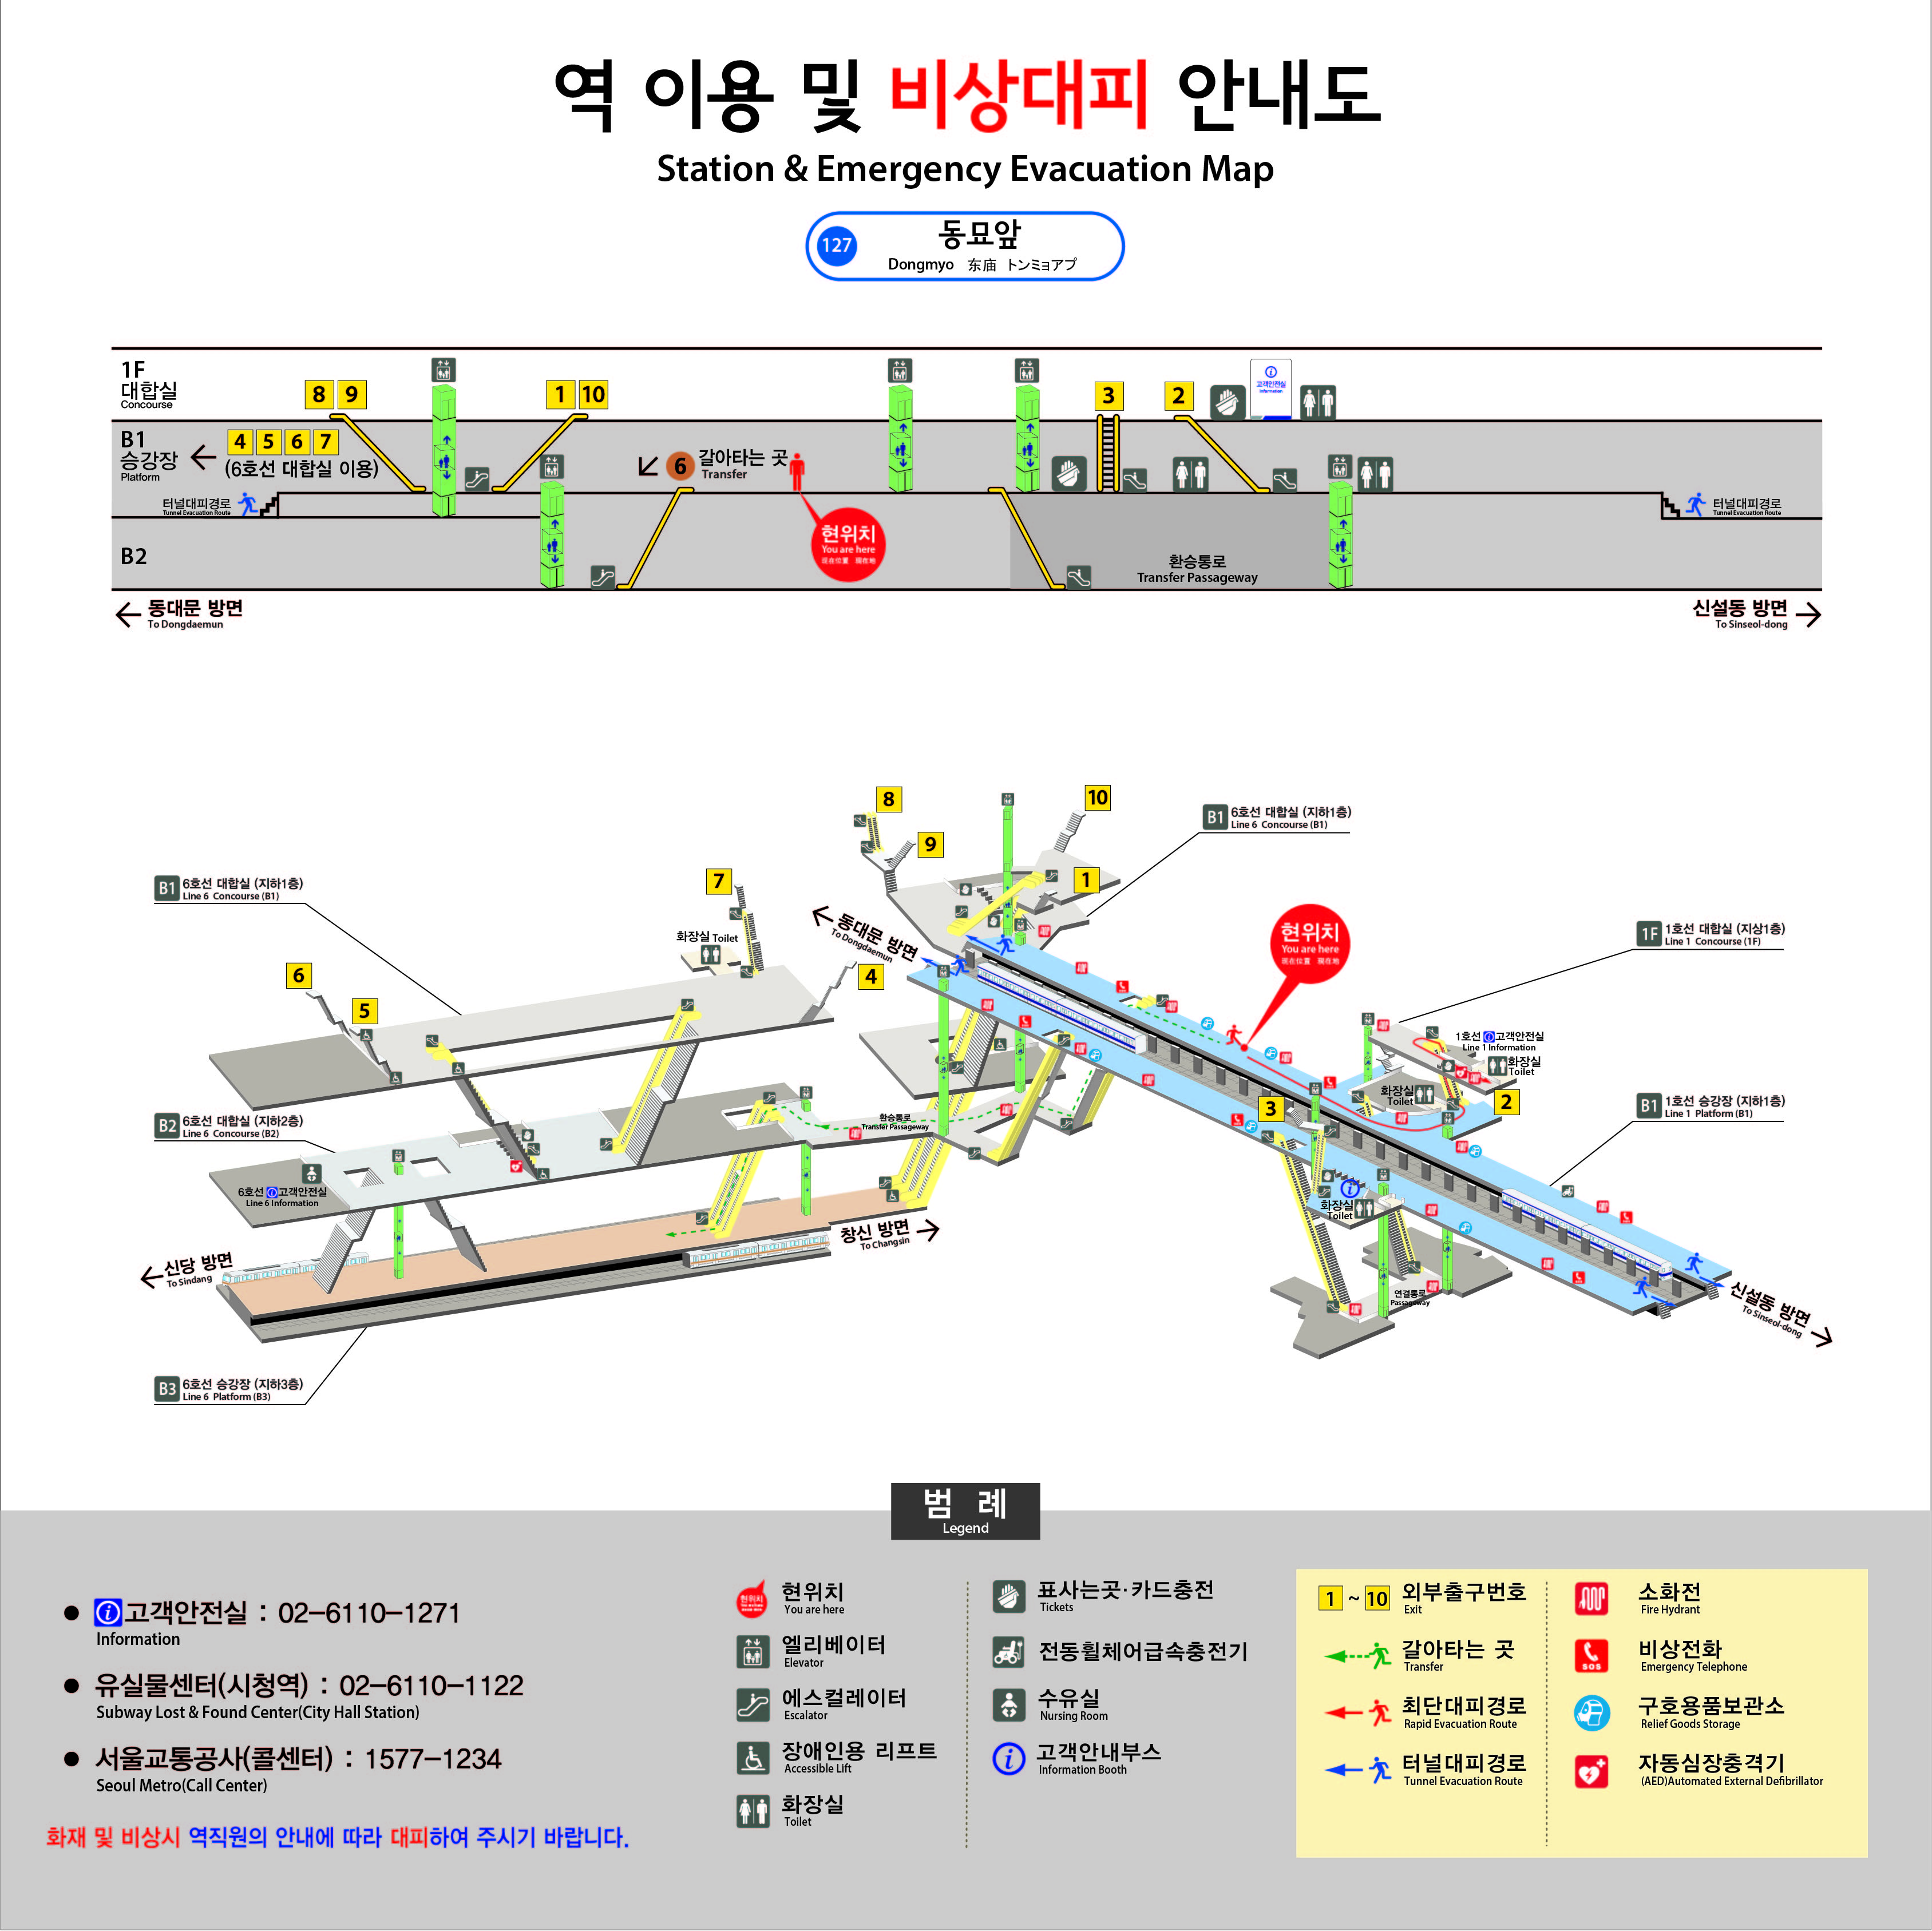 역 이용 및 비상대피 안내도
Station & Emergency Evacuation Map
127
동묘앞
Dongmyo 东庙 トンミョアプ
1F
대합실
Concourse
8 9
1 10
3
2
고객안전실
Information
B1
승강장
Platform
4 5 6 7
(6호선 대합실 이용)
6 갈아타는 곳
Transfer
터널대피경로
Tunnel Evacuation Route
현위치
You are here
터널대피경로
Tunnel Evacuation Route
B2
환승통로
Transfer Passageway
동대문 방면
To Dongdaemun
신설동 방면
To Sinseol-dong
8
10
9
1
B1 6호선 대합실 (지하1층)
Line 6 Concourse (B1)
B1 6호선 대합실 (지하1층)
Line 6 Concourse (B1)
7
화장실 Toilet
동대문 방면
To Dongdaemun
현위치
You are here
1F 1호선 대합실 (지상1층)
Line 1 Concourse (1F)
6
5
4
1호선 고객안전실
Line 1 Information
화장실
Toilet
화장실
Toilet
2
3
B1 1호선 승강장 (지하1층)
Line 1 Platform (B1)
B2 6호선 대합실 (지하2층)
Line 6 Concourse (B2)
환승통로
Transfer Passageway
6호선 고객안전실
Line 6 Information
화장실
Toilet
창신 방면
To Changsin
신당 방면
To Sindang
연결통로
Passageway
신설동 방면
To Sinseol-dong
B3 6호선 승강장 (지하3층)
Line 6 Platform (B3)
범 례
Legend
고객안전실 : 02-6110-1271
Information
유실물센터(시청역) : 02-6110-1122
Subway Lost & Found Center(City Hall Station)
서울교통공사(콜센터) : 1577-1234
Seoul Metro(Call Center)
화재 및 비상시 역직원의 안내에 따라 대피하여 주시기 바랍니다.
현위치
You are here
엘리베이터
Elevator
에스컬레이터
Escalator
장애인용 리프트
Accessible Lift
화장실
Toilet
표사는곳·카드충전
Tickets
전동휠체어급속충전기
수유실
Nursing Room
고객안내부스
Information Booth
1 ~ 10 외부출구번호
Exit
갈아타는 곳
Transfer
최단대피경로
Rapid Evacuation Route
터널대피경로
Tunnel Evacuation Route
소화전
Fire Hydrant
SOS
비상전화
Emergency Telephone
구호용품보관소
Relief Goods Storage
자동심장충격기
(AED)Automated External Defibrillator